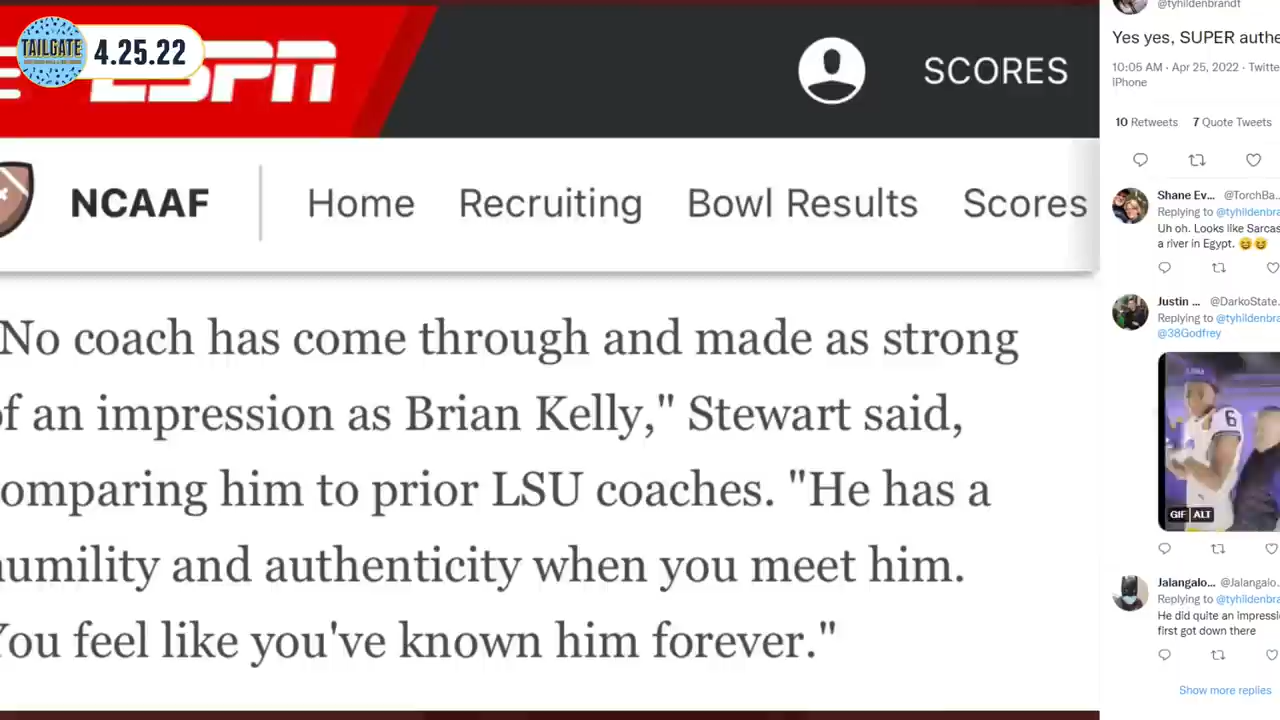 TAILGATE
4.25.22
ESPN
SCORES
NCAAF
Home
Recruiting
Bowl Results
Scores
No coach has come through and made as strong
of an impression as Brian Kelly," Stewart said,
omparing him to prior LSU coaches. "He has a
umility and authenticity when you meet him.
You feel like you've known him forever."
@tyhildenbrandt
Yes yes, SUPER authe
10:05 AM · Apr 25, 2022 · Twitte
iPhone
10 Retweets 7 Quote Tweets
Shane Ev... @TorchBa...
Replying to @tyhildenbra
Uh oh. Looks like Sarcas
a river in Egypt. 😄😄
Justin ... @DarkoState.
Replying to @tyhildenbra
@38Godfrey
6
GIF ALT
Jalangalo... @Jalangalo.
Replying to @tyhildenbra
He did quite an impressi
first got down there
Show more replies